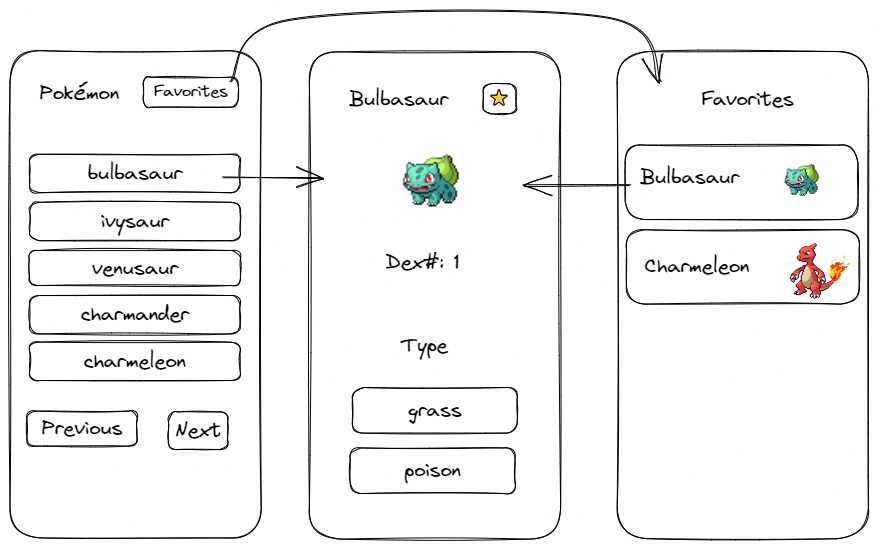 Pokémon
Favorites
bulbasaur
ivysaur
venusaur
charmander
charmeleon
Previous
Next
Bulbasaur
Dex#: 1
Type
grass
poison
Favorites
Bulbasaur
Charmeleon